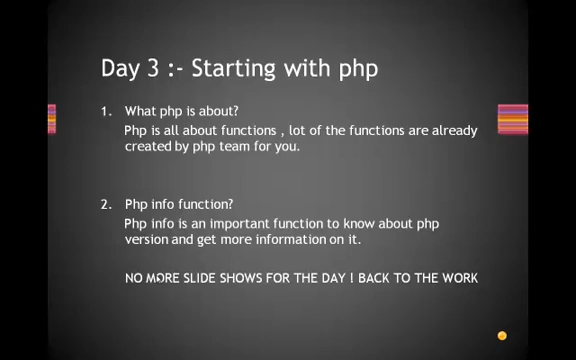 Day 3 :- Starting with php
1. What php is about?
Php is all about functions , lot of the functions are already
created by php team for you.
2. Php info function?
Php info is an important function to know about php
version and get more information on it.
NO MORE SLIDE SHOWS FOR THE DAY ! BACK TO THE WORK